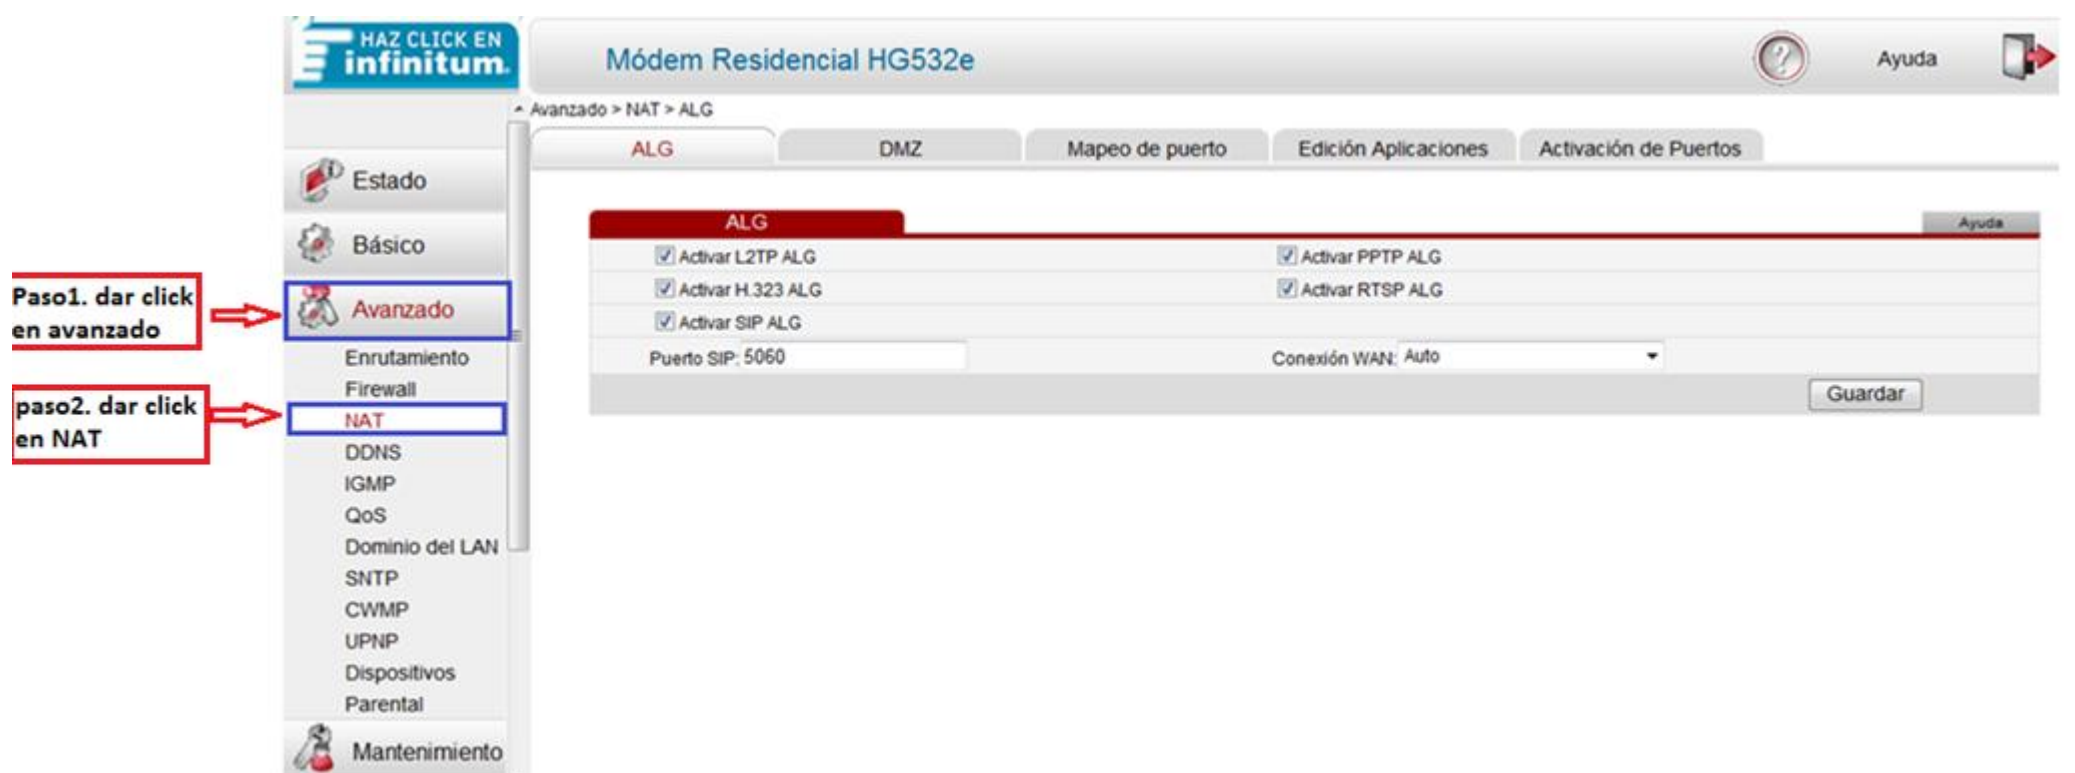 HAZ CLICK EN
infinitum.
Módem Residencial HG532e
Ayuda
Avanzado > NAT > ALG
ALG
DMZ
Mapeo de puerto
Edición Aplicaciones
Activación de Puertos
Estado
Básico
Avanzado
Enrutamiento
Firewall
NAT
DDNS
IGMP
QoS
Dominio del LAN
SNTP
CWMP
UPNP
Dispositivos
Parental
Mantenimiento
Paso1. dar click
en avanzado
paso2. dar click
en NAT
ALG
Ayuda
Activar L2TP ALG
Activar PPTP ALG
Activar H.323 ALG
Activar RTSP ALG
Activar SIP ALG
Puerto SIP: 5060
Conexión WAN: Auto
Guardar